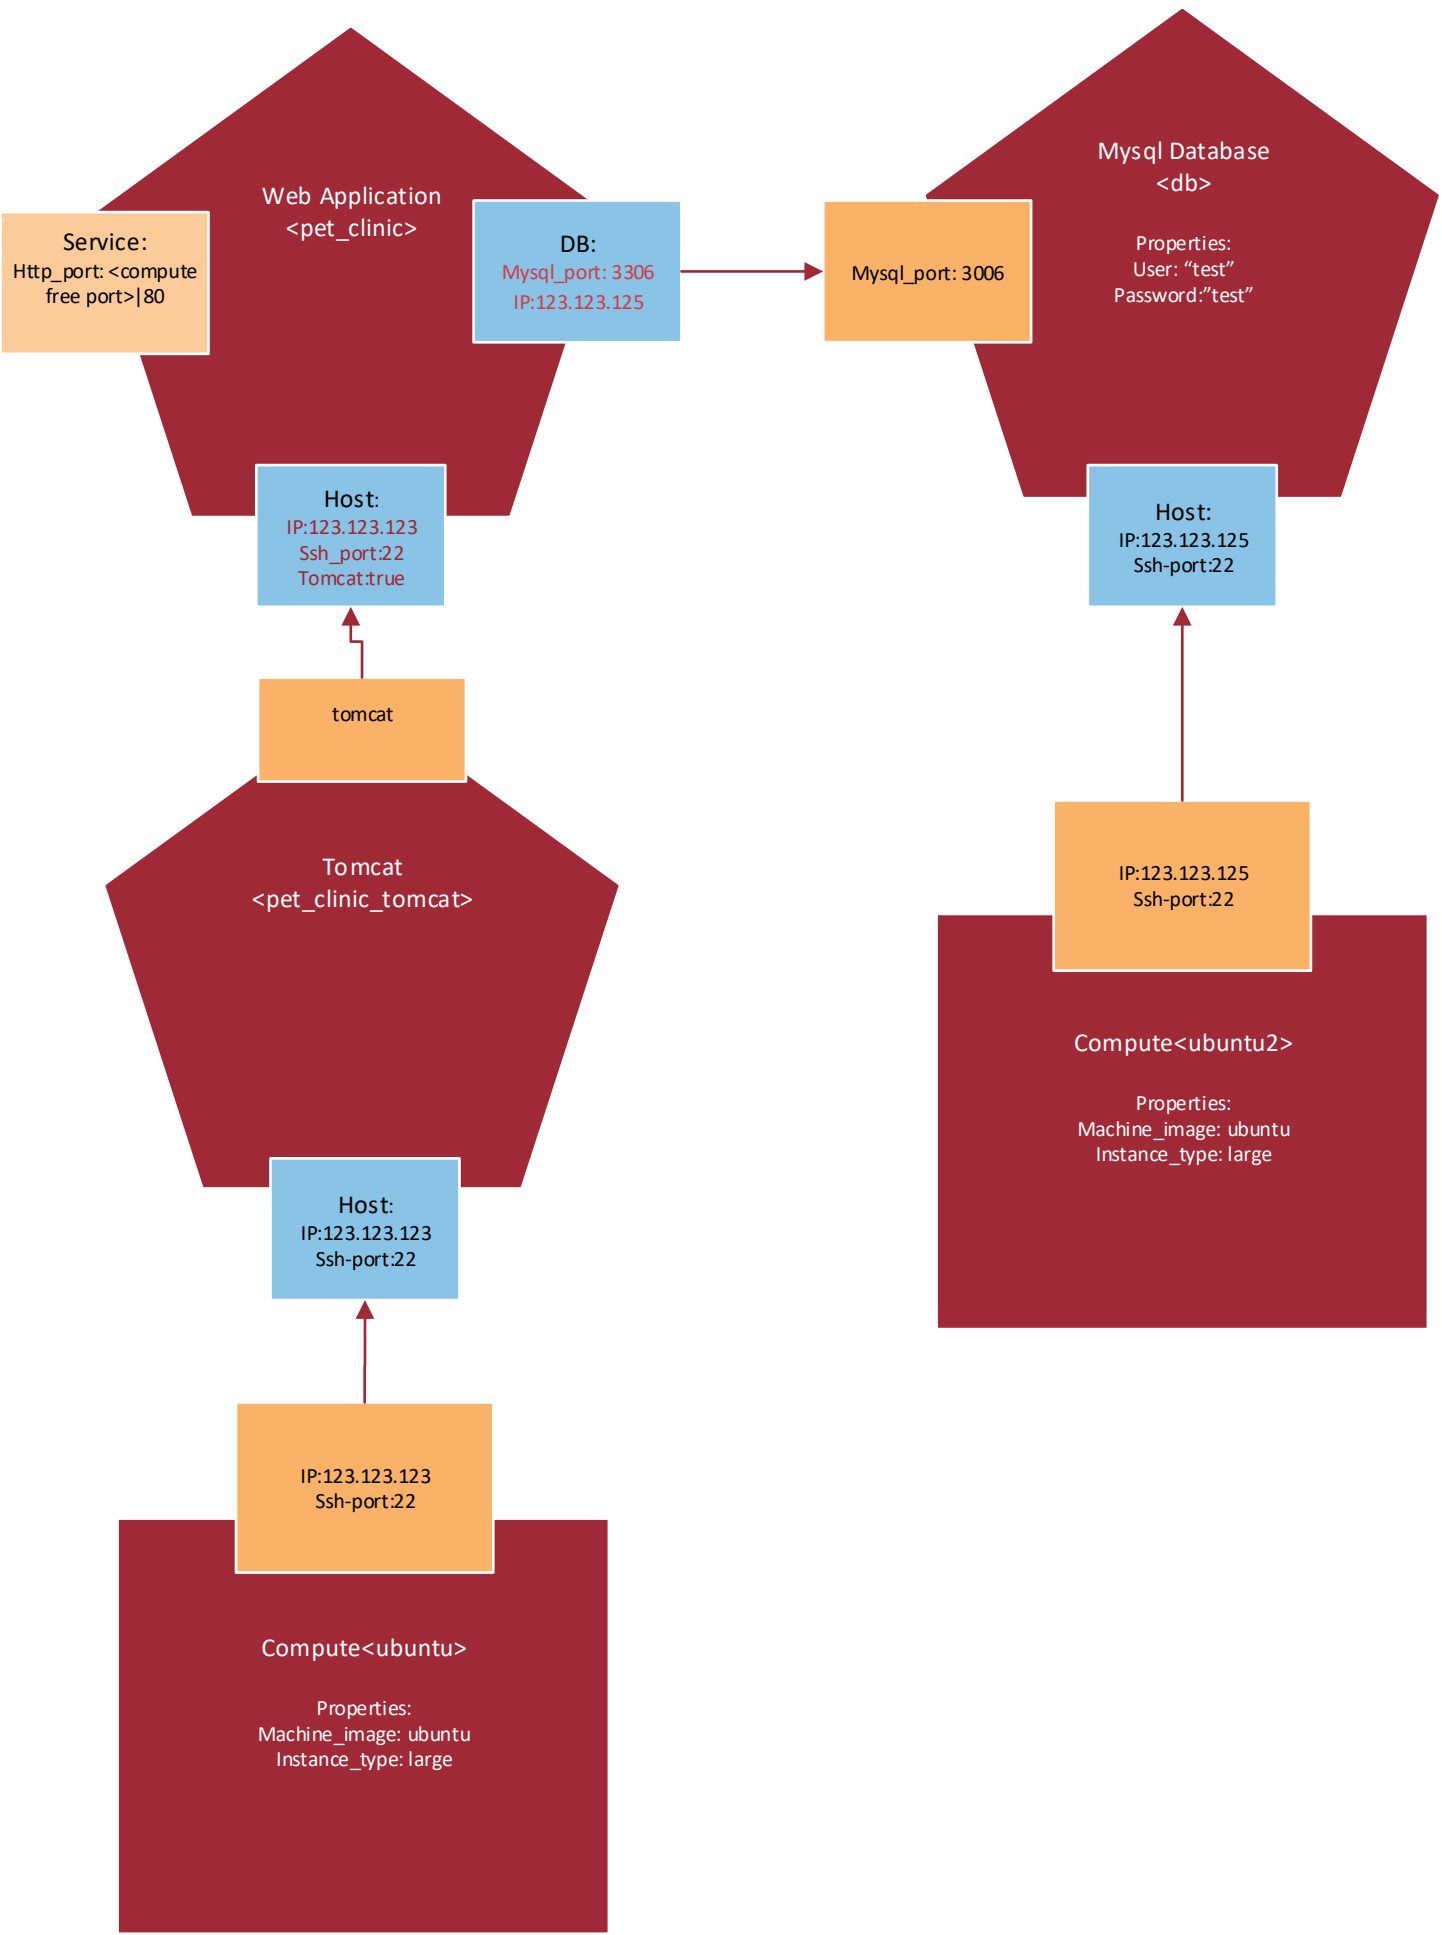 Web Application
<pet_clinic>
Service:
Http_port: <compute
free port>|80
DB:
Mysql_port: 3306
IP:123.123.125
Mysql_port: 3006
Mysql Database
<db>
Properties:
User: “test”
Password:”test”
Host:
IP:123.123.123
Ssh_port:22
Tomcat:true
Host:
IP:123.123.125
Ssh-port:22
tomcat
Tomcat
<pet_clinic_tomcat>
IP:123.123.125
Ssh-port:22
Compute<ubuntu2>
Properties:
Machine_image: ubuntu
Instance_type: large
Host:
IP:123.123.123
Ssh-port:22
IP:123.123.123
Ssh-port:22
Compute<ubuntu>
Properties:
Machine_image: ubuntu
Instance_type: large